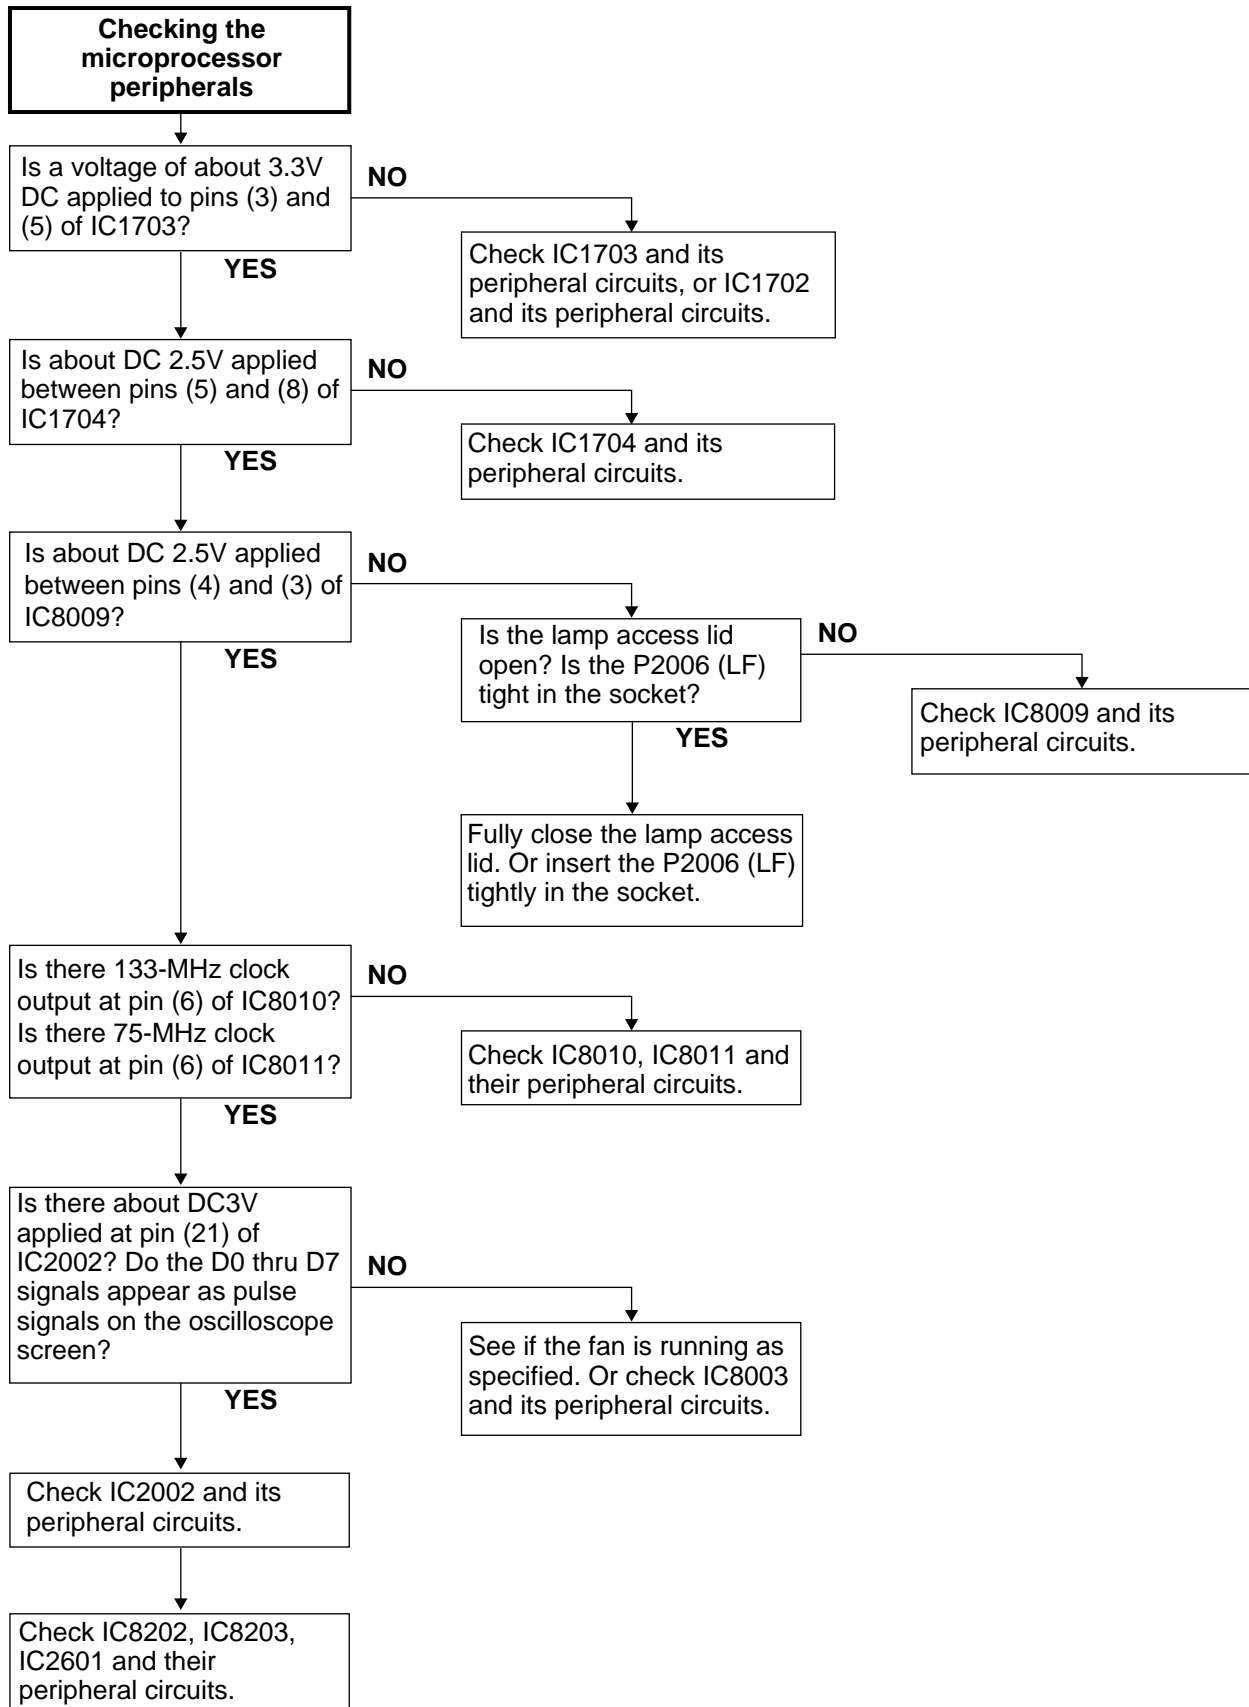 Checking the
microprocessor
peripherals
Is a voltage of about 3.3V
DC applied to pins (3) and
(5) of IC1703?
NO
YES
Check IC1703 and its
peripheral circuits, or IC1702
and its peripheral circuits.
Is about DC 2.5V applied
between pins (5) and (8) of
IC1704?
NO
YES
Check IC1704 and its
peripheral circuits.
Is about DC 2.5V applied
between pins (4) and (3) of
IC8009?
NO
YES
Is the lamp access lid
open? Is the P2006 (LF)
tight in the socket?
NO
YES
Check IC8009 and its
peripheral circuits.
Fully close the lamp access
lid. Or insert the P2006 (LF)
tightly in the socket.
Is there 133-MHz clock
output at pin (6) of IC8010?
Is there 75-MHz clock
output at pin (6) of IC8011?
NO
YES
Check IC8010, IC8011 and
their peripheral circuits.
Is there about DC3V
applied at pin (21) of
IC2002? Do the D0 thru D7
signals appear as pulse
signals on the oscilloscope
screen?
NO
YES
See if the fan is running as
specified. Or check IC8003
and its peripheral circuits.
Check IC2002 and its
peripheral circuits.
Check IC8202, IC8203,
IC2601 and their
peripheral circuits.